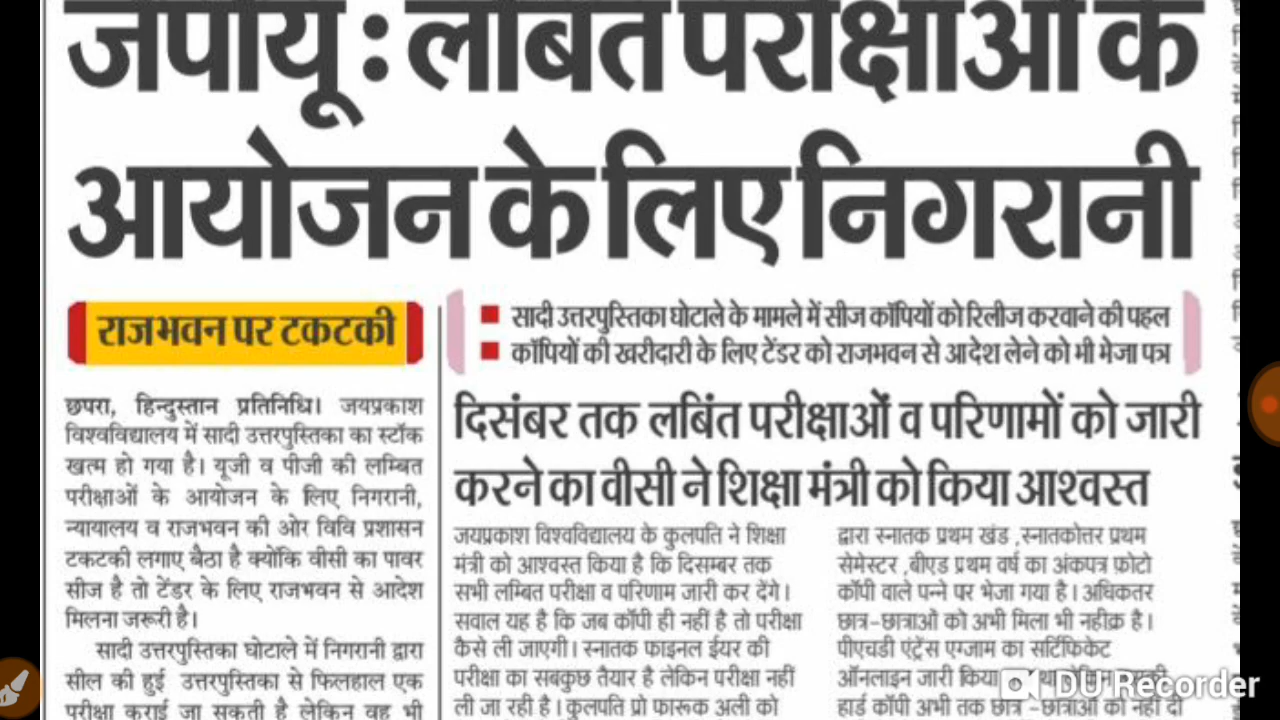 जपीयू : लंबित परीक्षाओं के
आयोजन के लिए निगरानी
राजभवन पर टकटकी
छपरा, हिन्दुस्तान प्रतिनिधि। जयप्रकाश
विश्वविद्यालय में सादी उत्तरपुस्तिका का स्टॉक
खत्म हो गया है। यूजी व पीजी की लम्बित
परीक्षाओं के आयोजन के लिए निगरानी,
न्यायालय व राजभवन की ओर विवि प्रशासन
टकटकी लगाए बैठा है क्योंकि वीसी का पावर
सीज है तो टेंडर के लिए राजभवन से आदेश
मिलना जरूरी है।
सादी उत्तरपुस्तिका घोटाले में निगरानी द्वारा
सील की हुई उत्तरपुस्तिका से फिलहाल एक
परीक्षा कराई जा सकती है लेकिन वह भी
सादी उत्तरपुस्तिका घोटाले के मामले में सीज कॉपियों को रिलीज करवाने की पहल
कॉपियों की खरीदारी के लिए टेंडर को राजभवन से आदेश लेने को भी भेजा पत्र
दिसंबर तक लबिंत परीक्षाओं व परिणामों को जारी
करने का वीसी ने शिक्षा मंत्री को किया आश्वस्त
जयप्रकाश विश्वविद्यालय के कुलपति ने शिक्षा
मंत्री को आश्वस्त किया है कि दिसम्बर तक
सभी लम्बित परीक्षा व परिणाम जारी कर देंगे।
सवाल यह है कि जब कॉपी ही नहीं है तो परीक्षा
कैसे ली जाएगी। स्नातक फाइनल ईयर की
परीक्षा का सबकुछ तैयार है लेकिन परीक्षा नहीं
ली जा रही है। कुलपति प्रो फारूक अली को
द्वारा स्नातक प्रथम खंड ,स्नातकोत्तर प्रथम
सेमेस्टर ,बीएड प्रथम वर्ष का अंकपत्र फ़ोटो
कॉपी वाले पन्ने पर भेजा गया है। अधिकतर
छात्र-छात्राओं को अभी मिला भी नहीक्र है।
पीएचडी एंट्रेंस एग्जाम का सर्टिफिकेट
ऑनलाइन जारी किया
हार्ड कॉपी अभी तक छात्र -छात्राओं को नहीं दी
DU Recorder